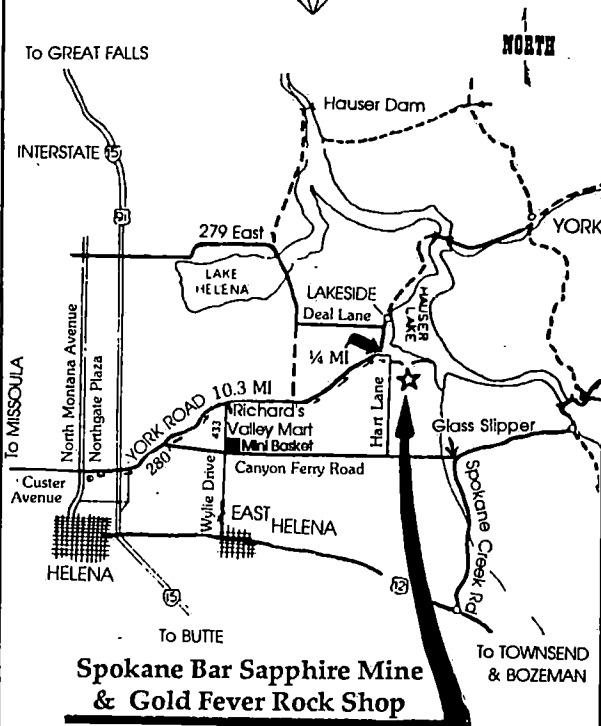 NORTH
To GREAT FALLS
Hauser Dam
INTERSTATE 15
91
279 East
YORK
LAKE
HELENA
LAKESIDE
Deal Lane
HAUSER
LAKE
¼ MI
North Montana Avenue
Northgate Plaza
To MISSOULA
10.3 MI
YORK ROAD
280
Richard's
Valley Mart
Mini Basket
433
Hart Lane
Glass Slipper
Canyon Ferry Road
Custer
Avenue
Wylie Drive
Spokane Creek Rd
EAST
HELENA
HELENA
12
15
To BUTTE
To TOWNSEND
& BOZEMAN
Spokane Bar Sapphire Mine
& Gold Fever Rock Shop